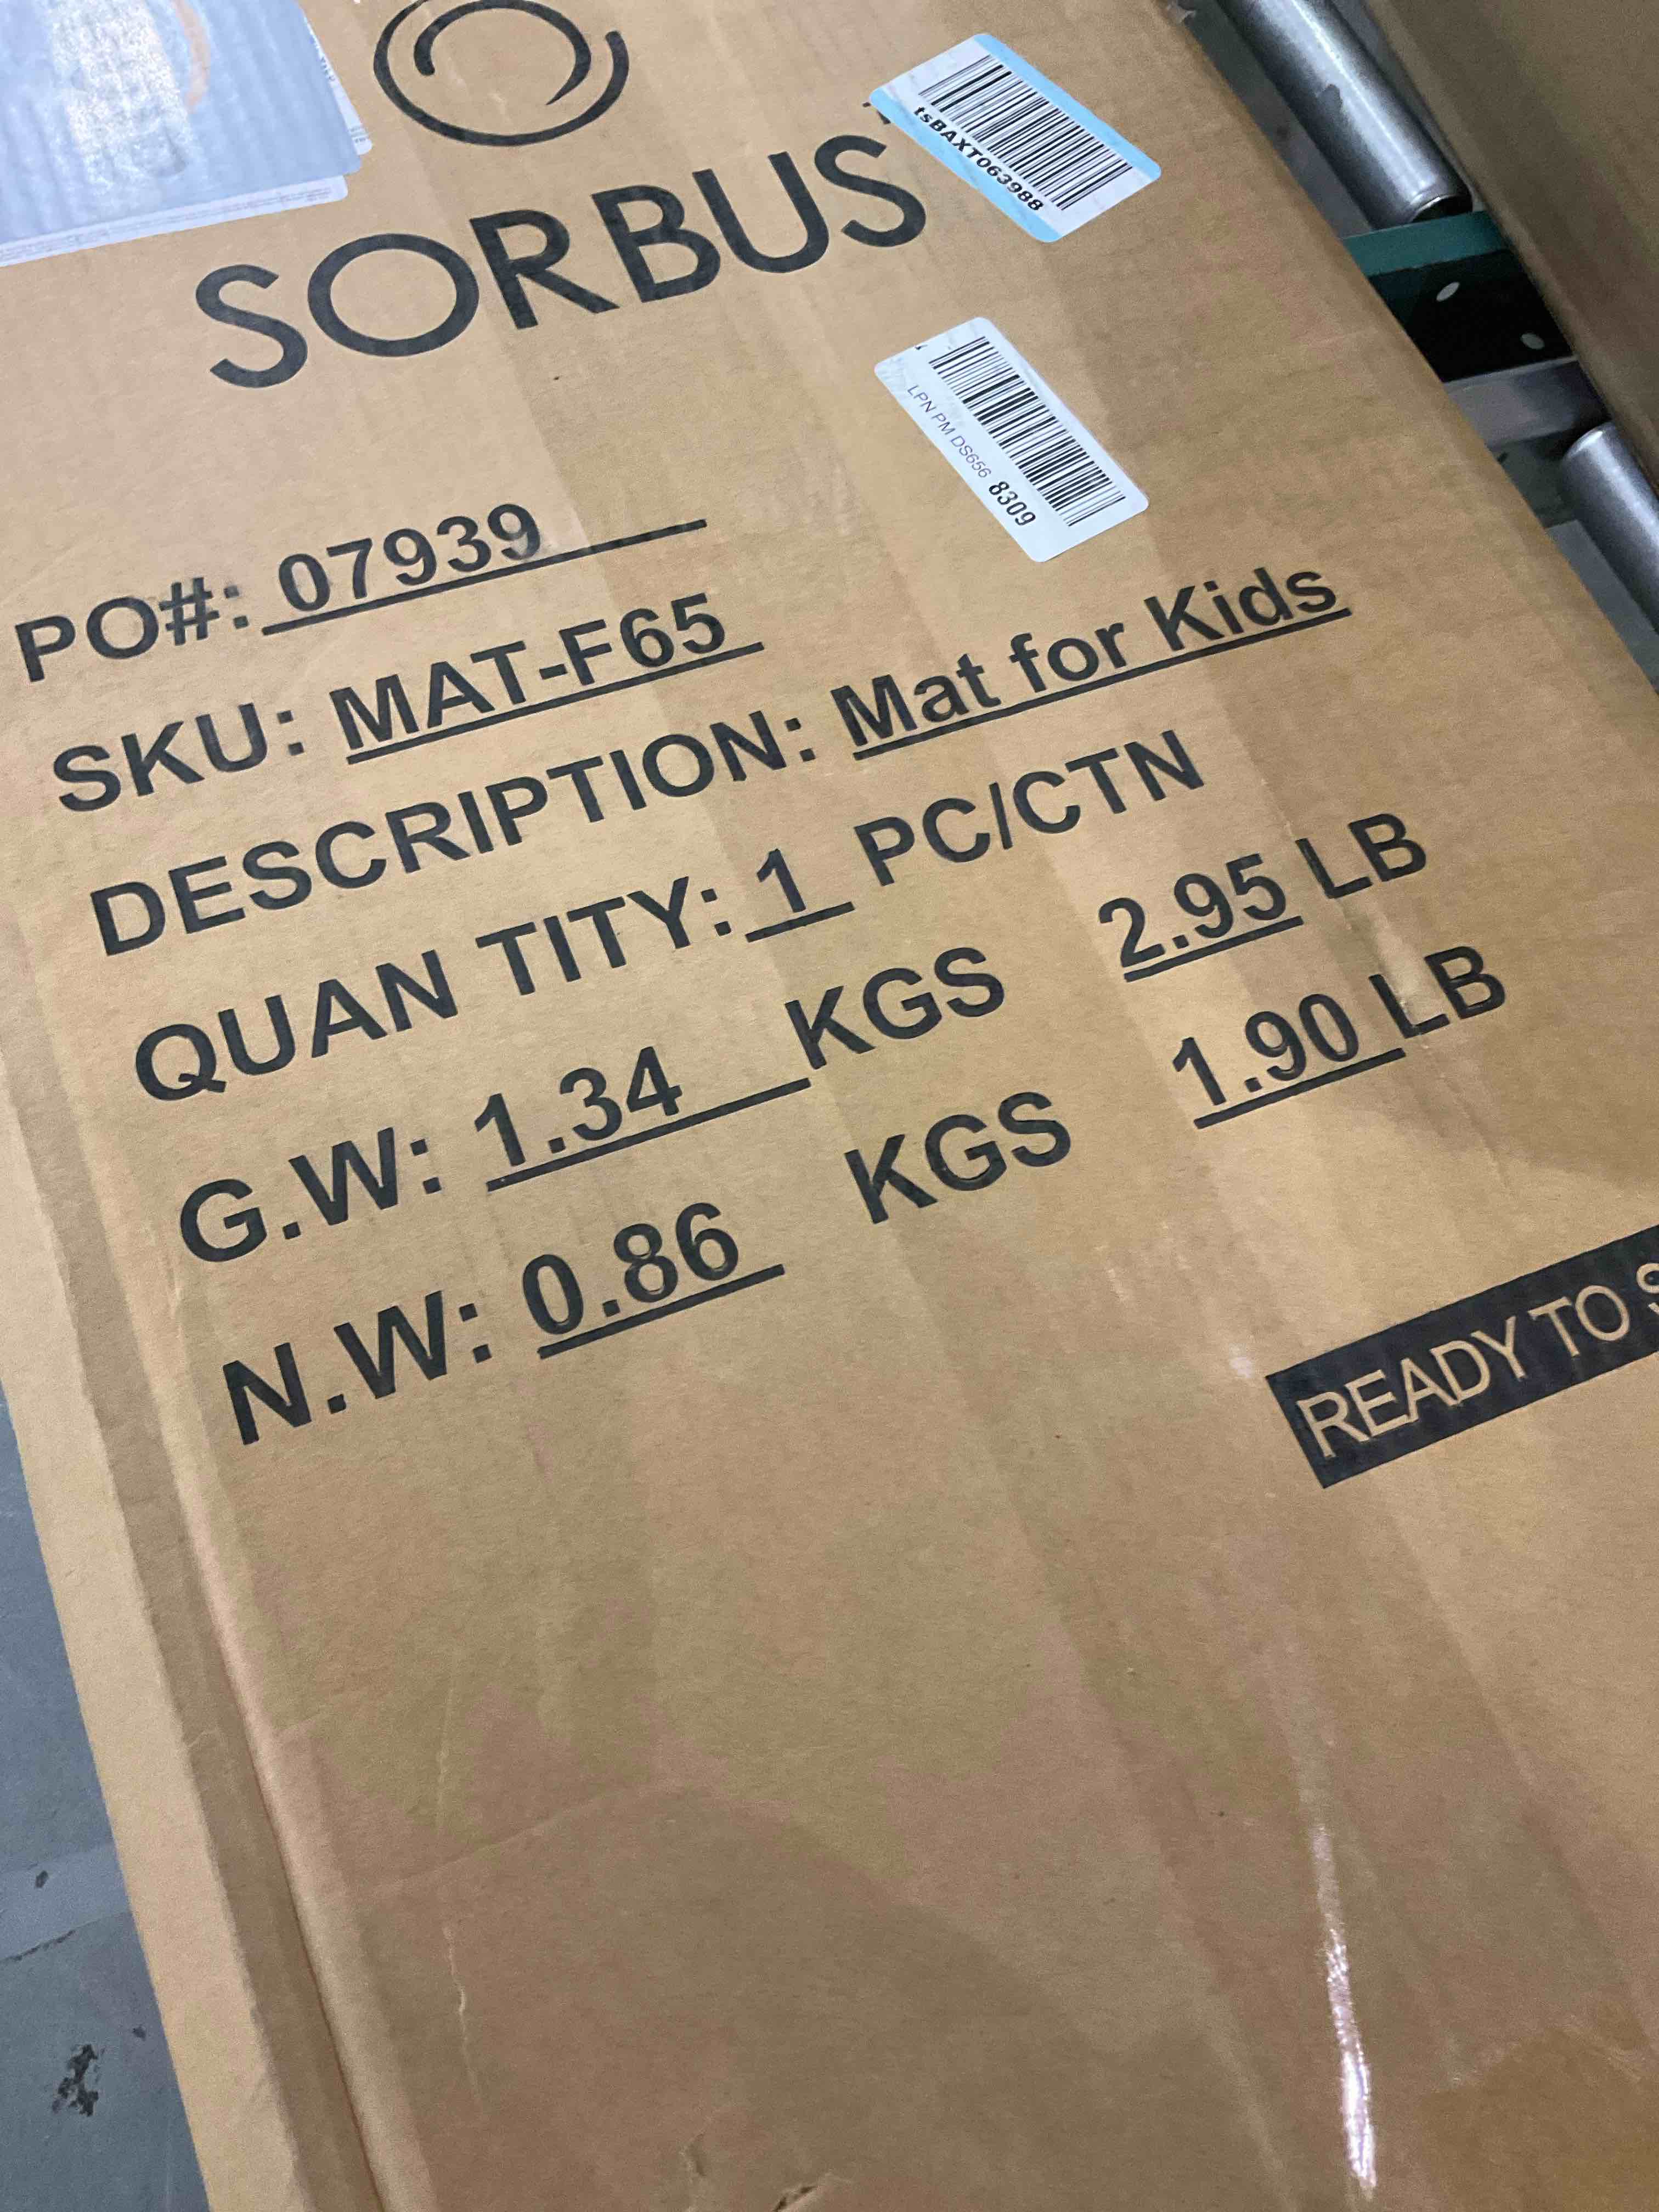 tsBAXT063988
SORBUS
LPN PM DS656 8309
PO#: 07939
SKU: MAT-F65
DESCRIPTION: Mat for Kids
QUAN TITY: 1 PC/CTN
G.W: 1.34 KGS 2.95 LB
N.W: 0.86 KGS 1.90 LB
READY TO